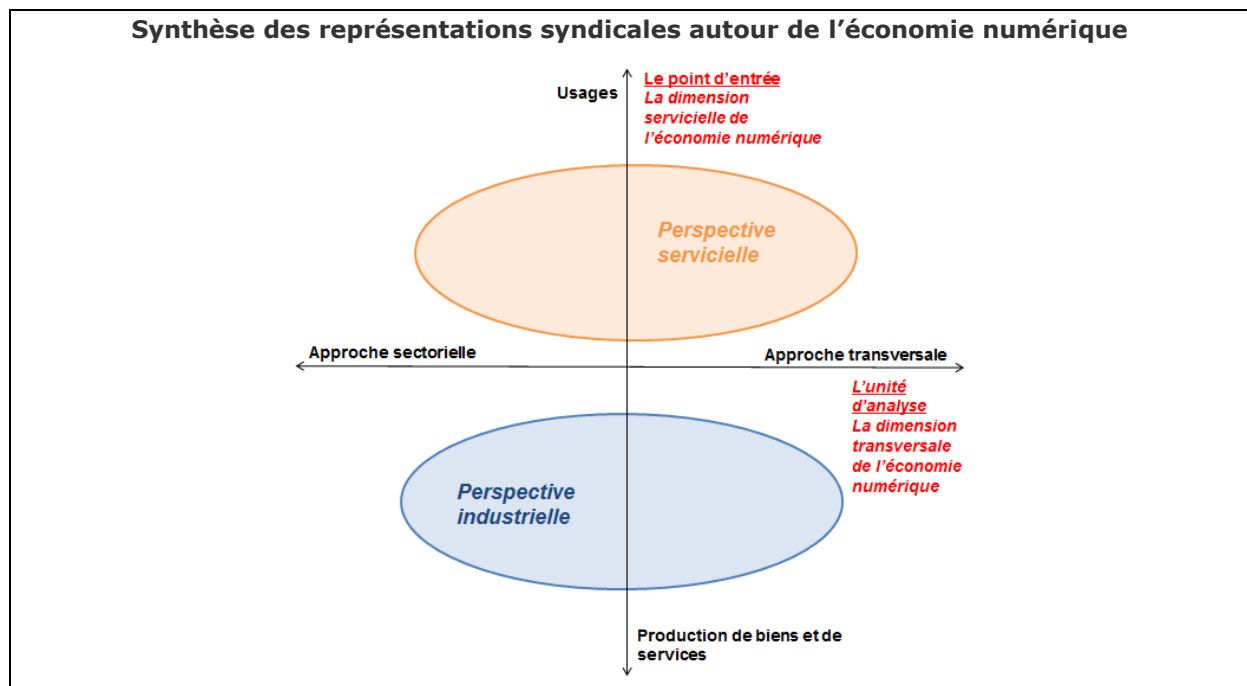 Synthèse des représentations syndicales autour de l’économie numérique
Usages
Le point d’entrée
La dimension
servicielle de
l’économie numérique
Perspective
servicielle
Approche sectorielle
Approche transversale
L’unité
d’analyse
La dimension
transversale
de l’économie
numérique
Perspective
industrielle
Production de biens et de
services